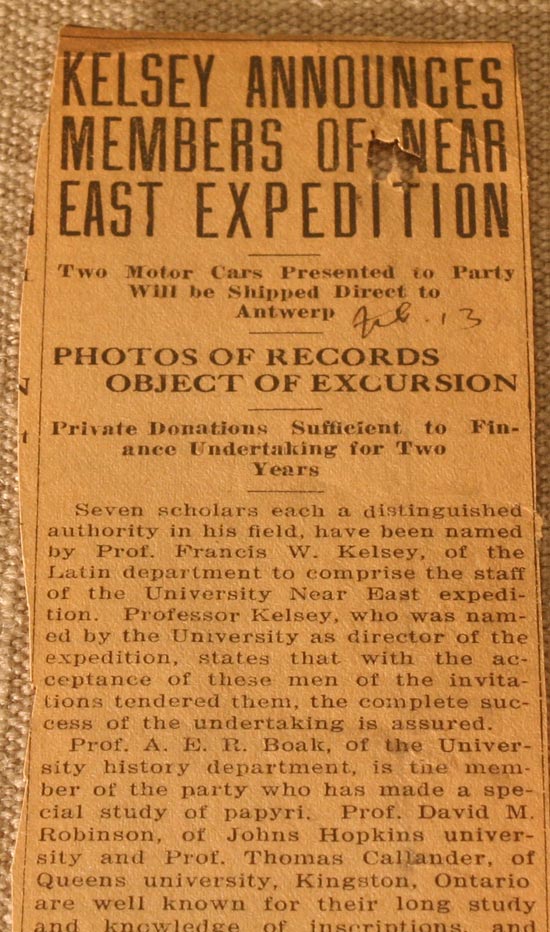 KELSEY ANNOUNCES
MEMBERS OF NEAR
EAST EXPEDITION
Two Motor Cars Presented to Party
Will be Shipped Direct to
Antwerp
Feb. 13
PHOTOS OF RECORDS
OBJECT OF EXCURSION
Private Donations Sufficient to Fin-
ance Undertaking for Two
Years
Seven scholars each a distinguished
authority in his field, have been named
by Prof. Francis W. Kelsey, of the
Latin department to comprise the staff
of the University Near East expedi-
tion. Professor Kelsey, who was nam-
ed by the University as director of the
expedition, states that with the ac-
ceptance of these men of the invita-
tions tendered them, the complete suc-
cess of the undertaking is assured.
Prof. A. E. R. Boak, of the Univer-
sity history department, is the mem-
ber of the party who has made a spe-
cial study of papyri. Prof. David M.
Robinson, of Johns Hopkins univer-
sity and Prof. Thomas Callander, of
Queens university, Kingston, Ontario
are well known for their long study
and knowledge of inscriptions, and